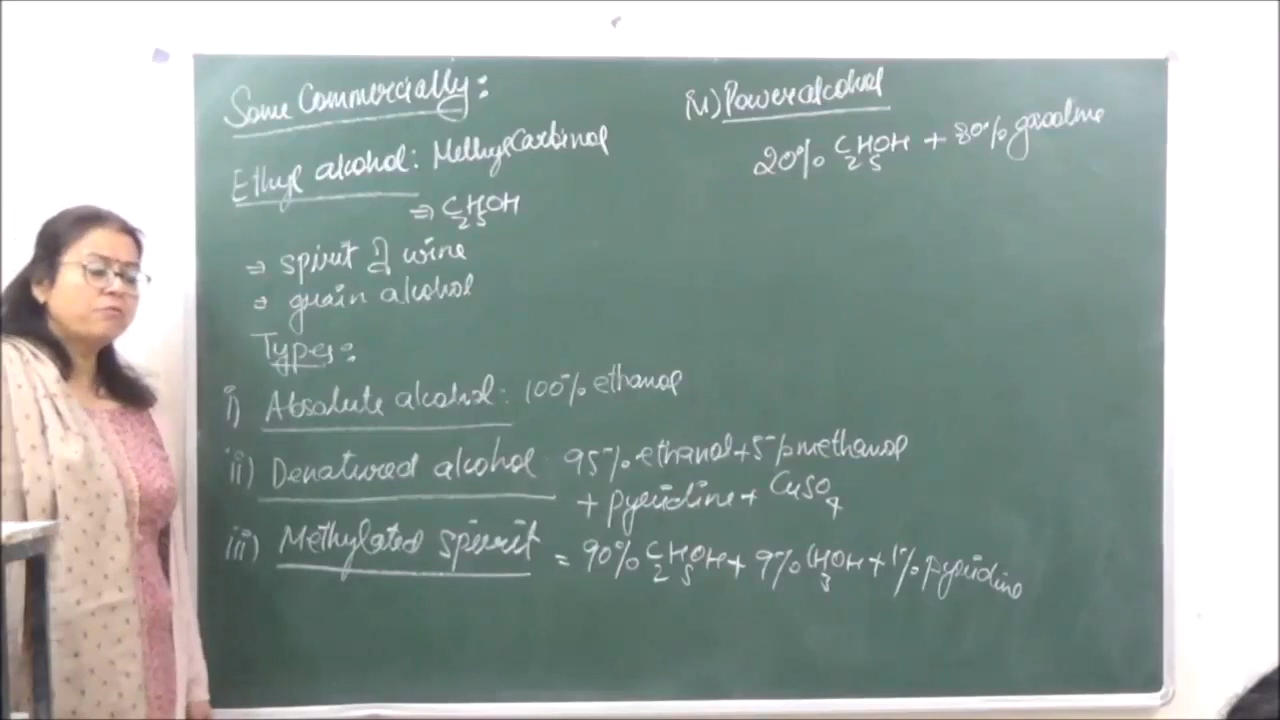 Some Commercially:
Ethyl alcohol: Methyl Carbinol
⇒ C2H5OH
⇒ spirit of wine
⇒ grain alcohol
Types:
i) Absolute alcohol: 100% ethanol
ii) Denatured alcohol 95% ethanol + 5% methanol
+ pyridine + CuSO4
iii) Methylated spirit = 90% C2H5OH + 9% CH3OH + 1% pyridine
iv) Power alcohol
20% C2H5OH + 80% gasoline